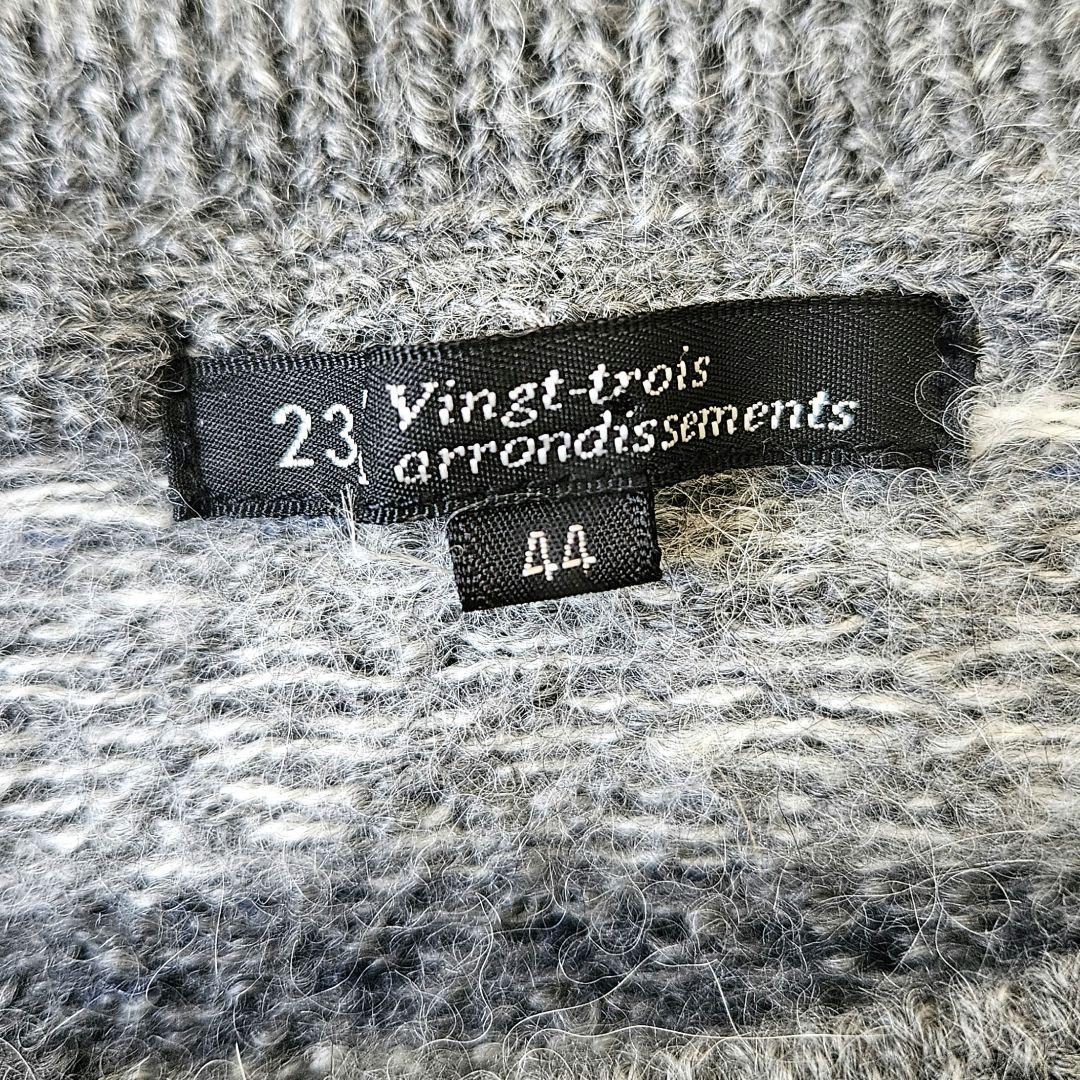 23
Vingt-trois
arrondissements
44